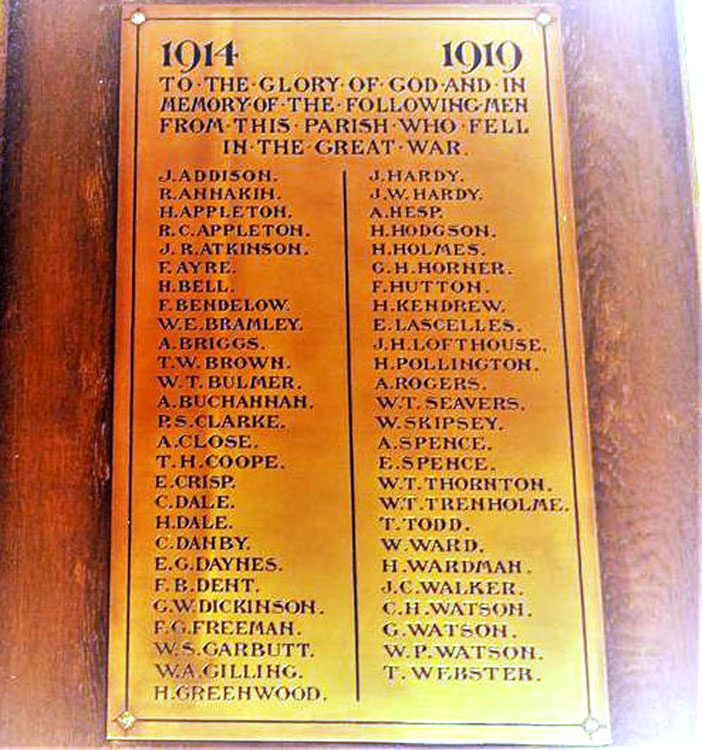 1914 1919
TO·THE·GLORY·OF·GOD·AND·IN
MEMORY·OF·THE·FOLLOWING·MEN
FROM·THIS·PARISH·WHO·FELL
IN·THE·GREAT·WAR.
J. ADDISON.
R. ANNAKIN.
H. APPLETON.
R. C. APPLETON.
J. R. ATKINSON.
F. AYRE.
H. BELL.
F. BENDELOW.
W. E. BRAMLEY.
A. BRIGGS.
T. W. BROWN.
W. T. BULMER.
A. BUCHANNAN.
P. S. CLARKE.
A. CLOSE.
T. H. COOPE.
E. CRISP.
C. DALE.
H. DALE.
C. DANBY.
E. G. DAYNES.
F. B. DENT.
G. W. DICKINSON.
F. G. FREEMAN.
W. S. GARBUTT.
W. A. GILLING.
H. GREENWOOD.
J. HARDY.
J. W. HARDY.
A. HESP.
H. HODGSON.
H. HOLMES.
G. H. HORNER.
F. HUTTON.
H. KENDREW.
E. LASCELLES.
J. H. LOFTHOUSE.
H. POLLINGTON.
A. ROGERS.
W. T. SEAVERS.
W. SKIPSEY.
A. SPENCE.
E. SPENCE.
W. T. THORNTON.
W. T. TRENHOLME.
T. TODD.
W. WARD.
H. WARDMAN.
J. C. WALKER.
C. H. WATSON.
G. WATSON.
W. P. WATSON.
T. WEBSTER.